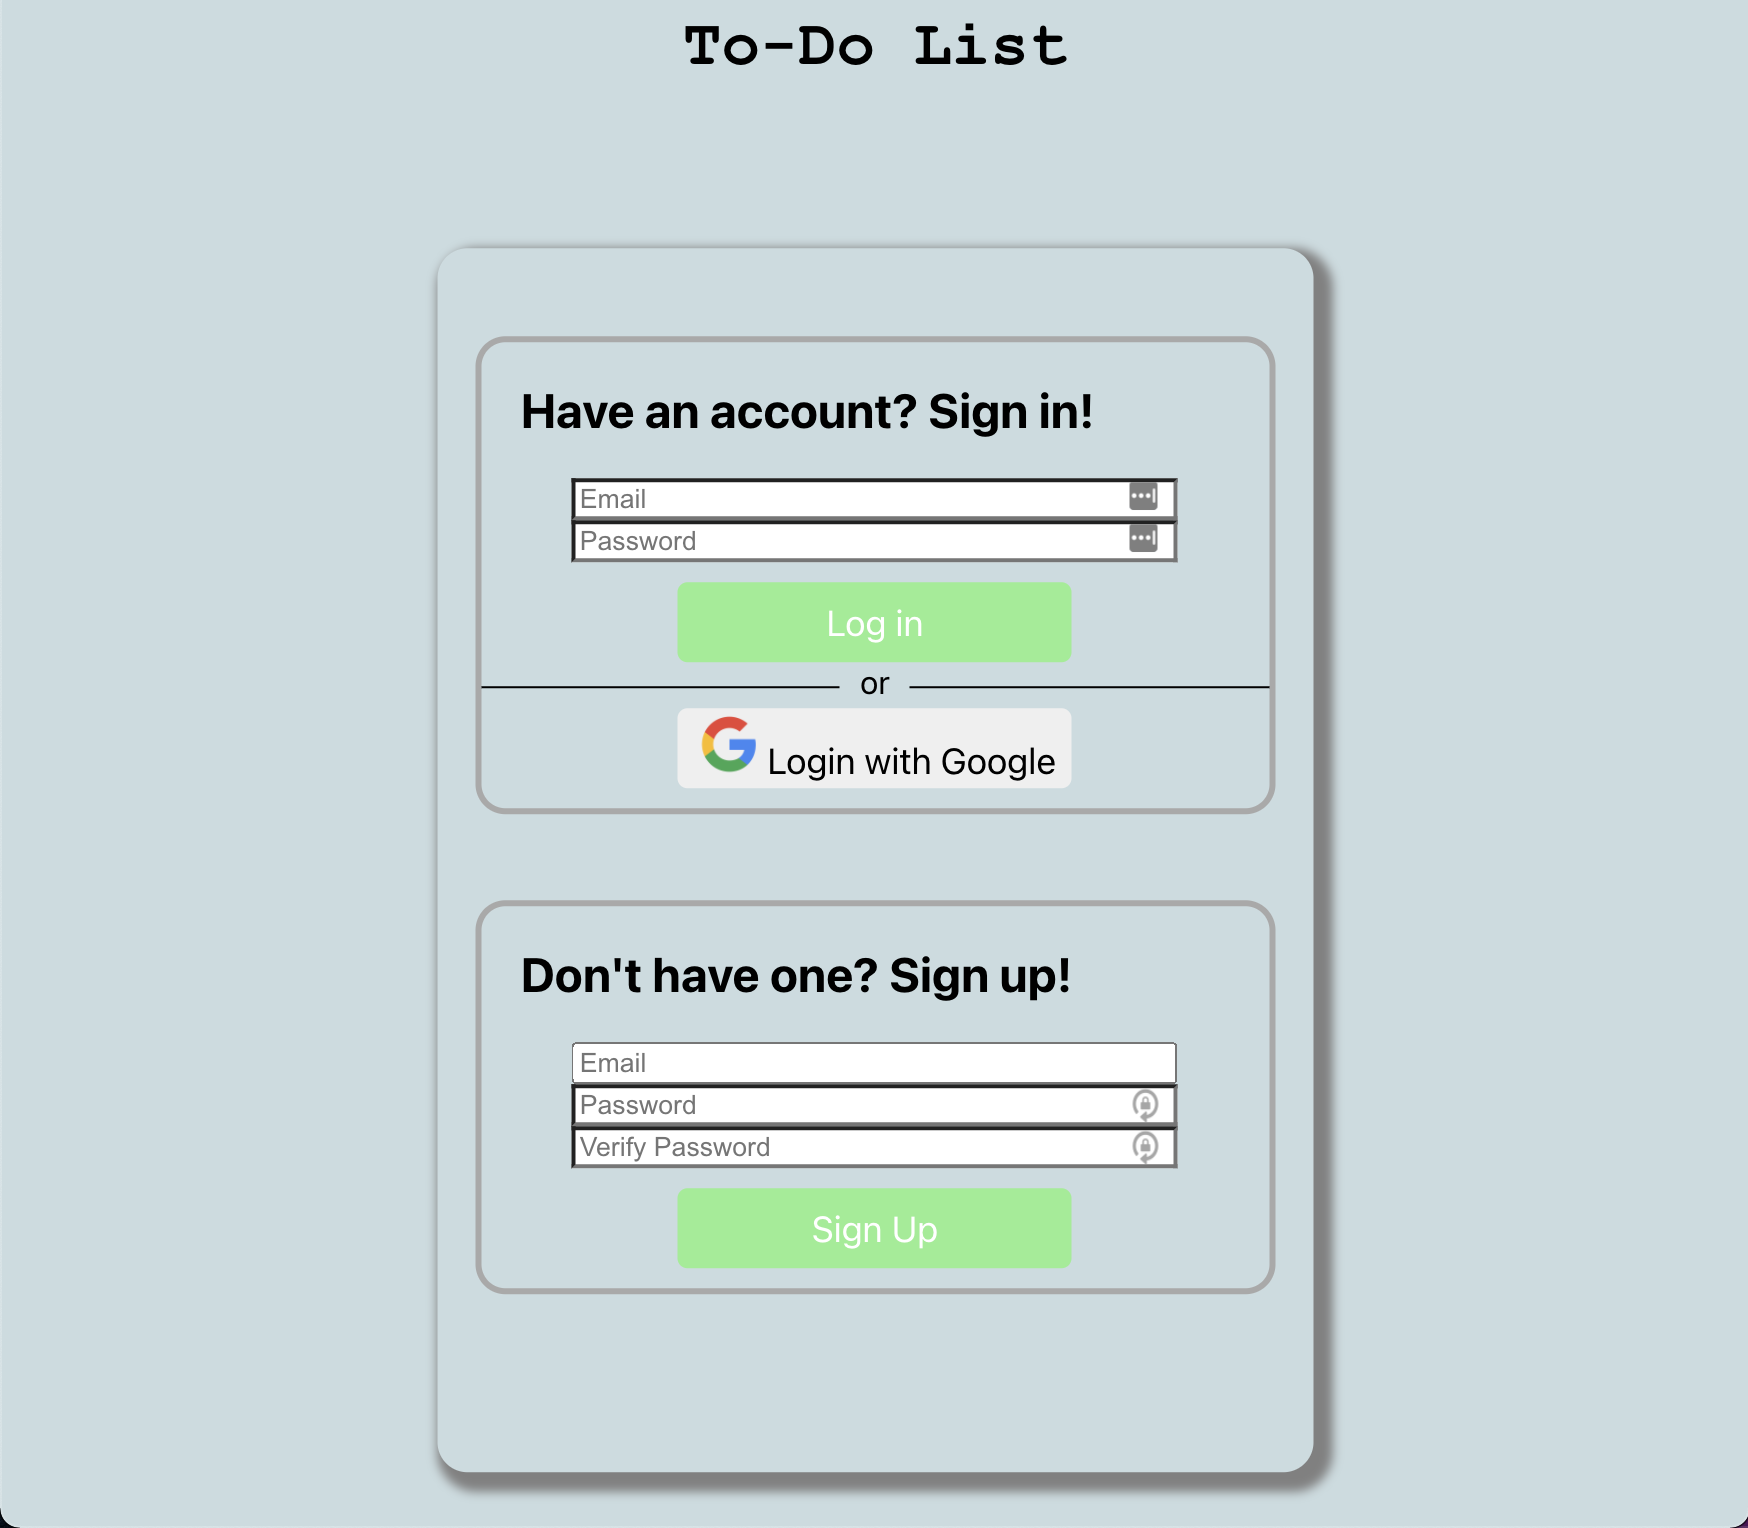 To-Do List
Have an account? Sign in!
Email
Password
Log in
or
Login with Google
Don't have one? Sign up!
Email
Password
Verify Password
Sign Up